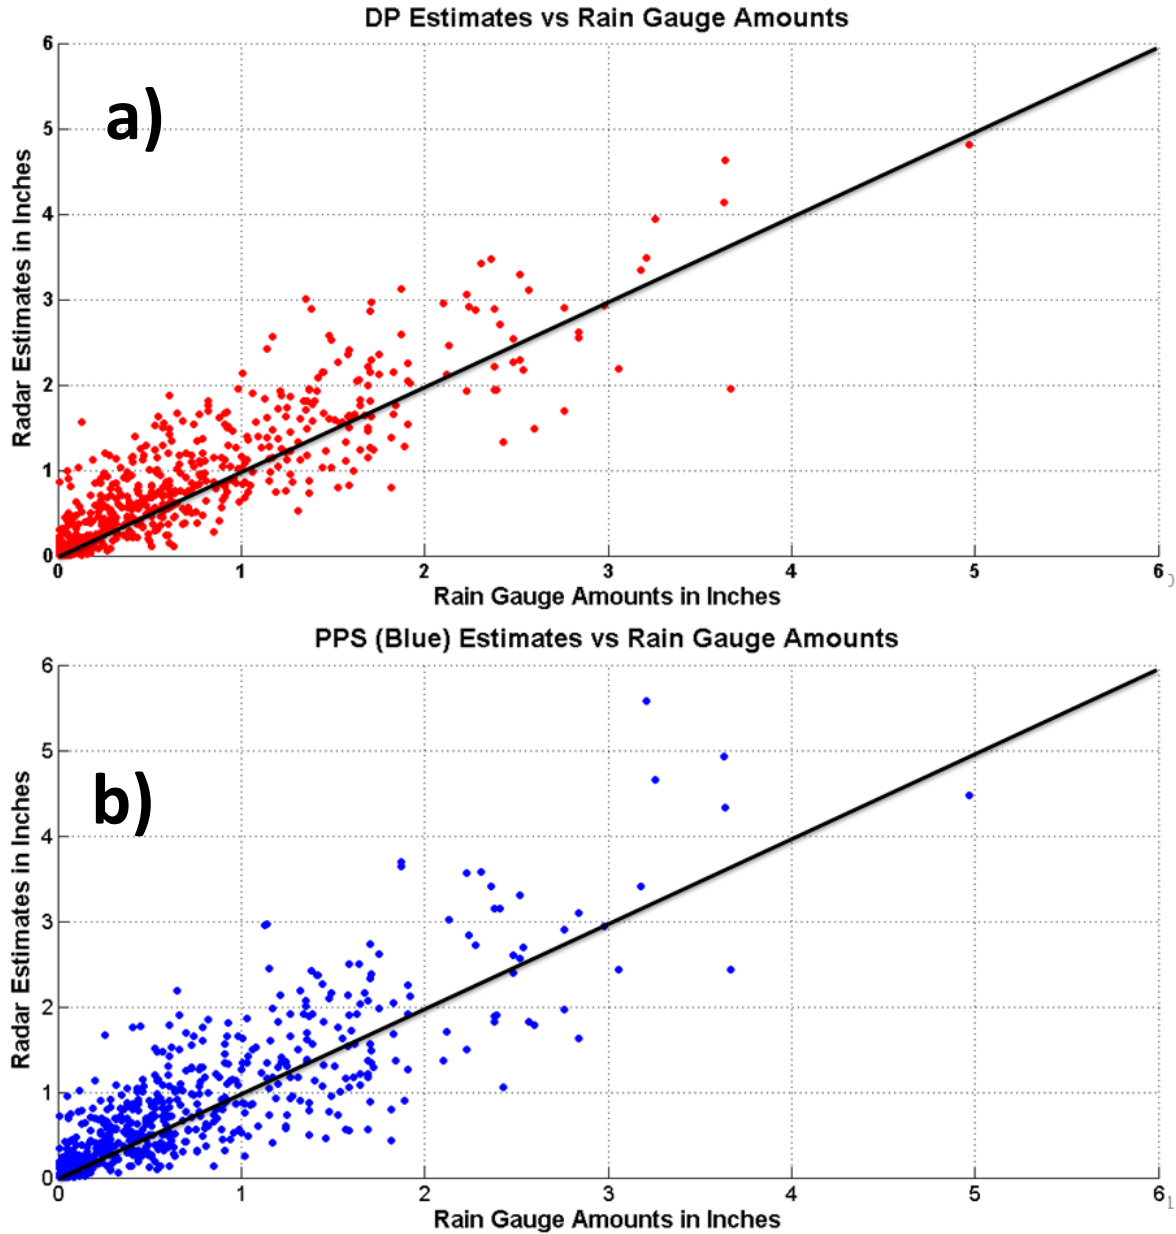 DP Estimates vs Rain Gauge Amounts
a)
Radar Estimates in Inches
6
5
4
3
2
1
0
0 1 2 3 4 5 6
Rain Gauge Amounts in Inches
PPS (Blue) Estimates vs Rain Gauge Amounts
b)
Radar Estimates in Inches
6
5
4
3
2
1
0
0 1 2 3 4 5 6
1
Rain Gauge Amounts in Inches